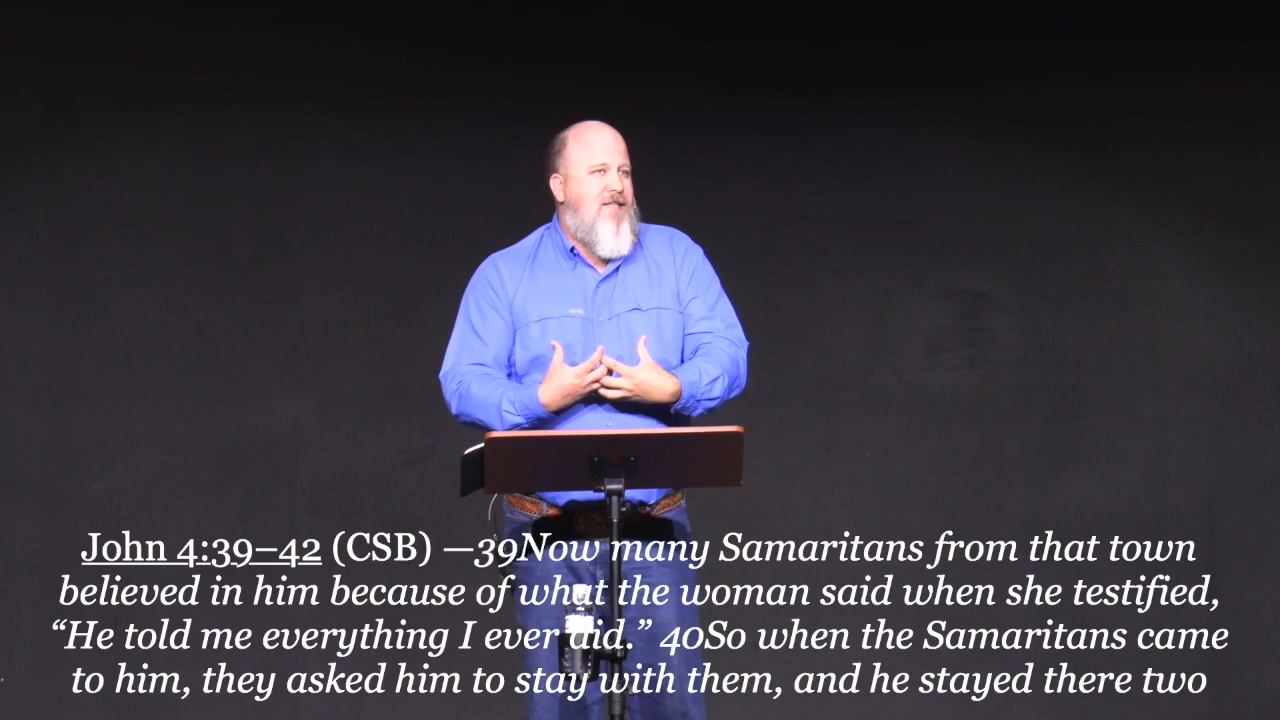 John 4:39–42 (CSB) —39Now many Samaritans from that town
believed in him because of what the woman said when she testified,
“He told me everything I ever did.” 40So when the Samaritans came
to him, they asked him to stay with them, and he stayed there two